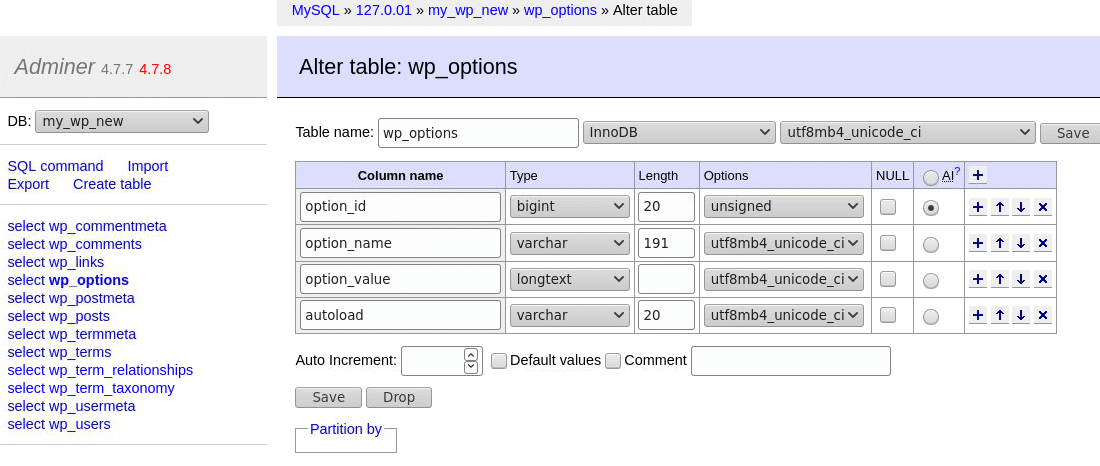 MySQL » 127.0.01 » my_wp_new » wp_options » Alter table
Adminer 4.7.7 4.7.8
DB: my_wp_new
SQL command Import
Export Create table
select wp_commentmeta
select wp_comments
select wp_links
select wp_options
select wp_postmeta
select wp_posts
select wp_termmeta
select wp_terms
select wp_term_relationships
select wp_term_taxonomy
select wp_usermeta
select wp_users
Alter table: wp_options
Table name: wp_options InnoDB utf8mb4_unicode_ci Save
Column name Type Length Options NULL AI?
option_id bigint 20 unsigned
option_name varchar 191 utf8mb4_unicode_ci
option_value longtext utf8mb4_unicode_ci
autoload varchar 20 utf8mb4_unicode_ci
Auto Increment: Default values Comment
Save Drop
Partition by